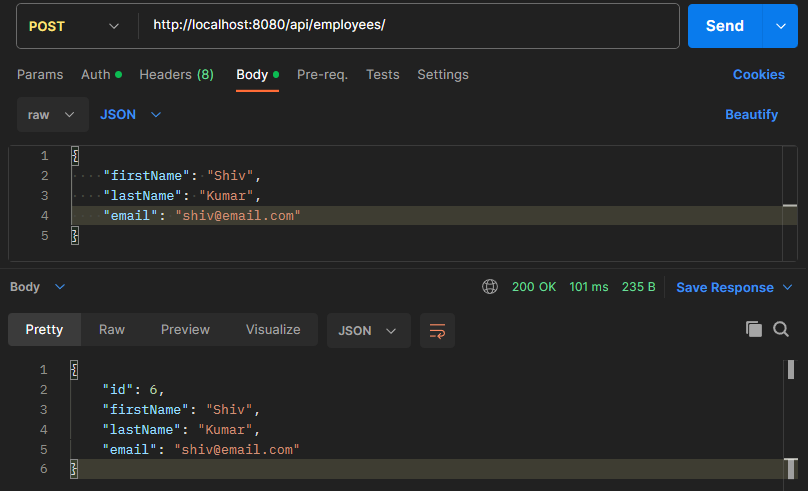 POST http://localhost:8080/api/employees/ Send
Params Auth Headers (8) Body Pre-req. Tests Settings Cookies
raw JSON Beautify
1 {
2 "firstName": "Shiv",
3 "lastName": "Kumar",
4 "email": "shiv@email.com"
5 }
Body 200 OK 101 ms 235 B Save Response
Pretty Raw Preview Visualize JSON
1 {
2 "id": 6,
3 "firstName": "Shiv",
4 "lastName": "Kumar",
5 "email": "shiv@email.com"
6 }